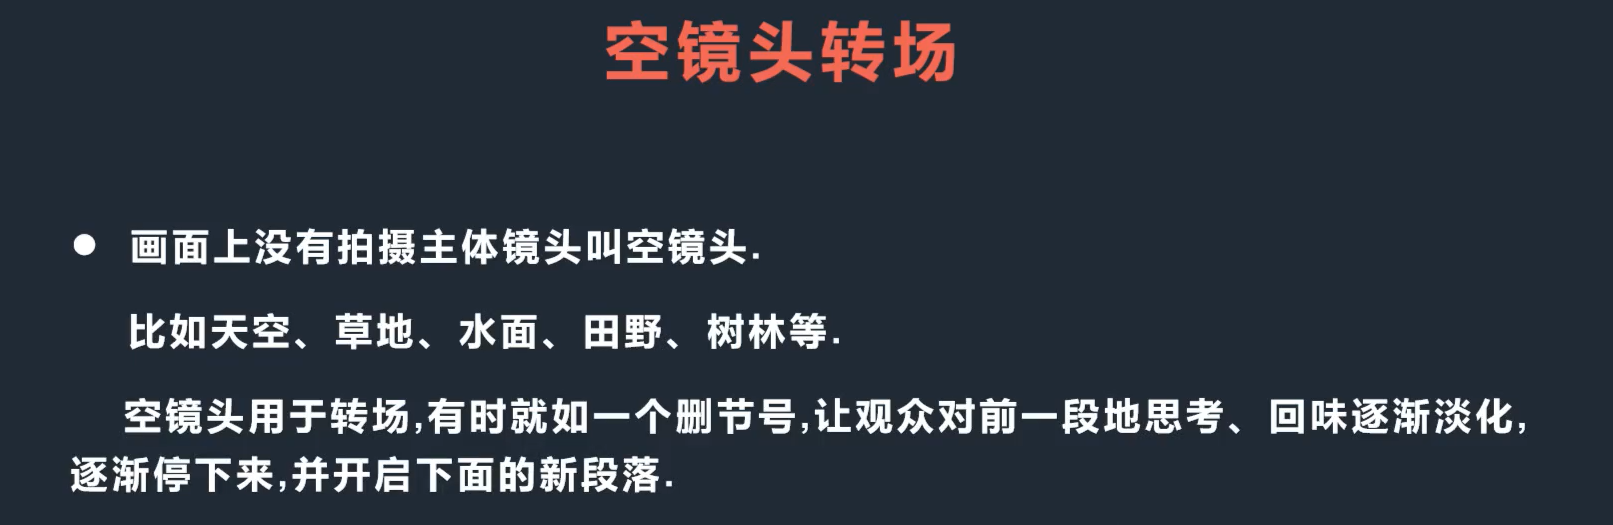 空镜头转场
● 画面上没有拍摄主体镜头叫空镜头.
比如天空、草地、水面、田野、树林等.
空镜头用于转场,有时就如一个删节号,让观众对前一段地思考、回味逐渐淡化,
逐渐停下来,并开启下面的新段落.